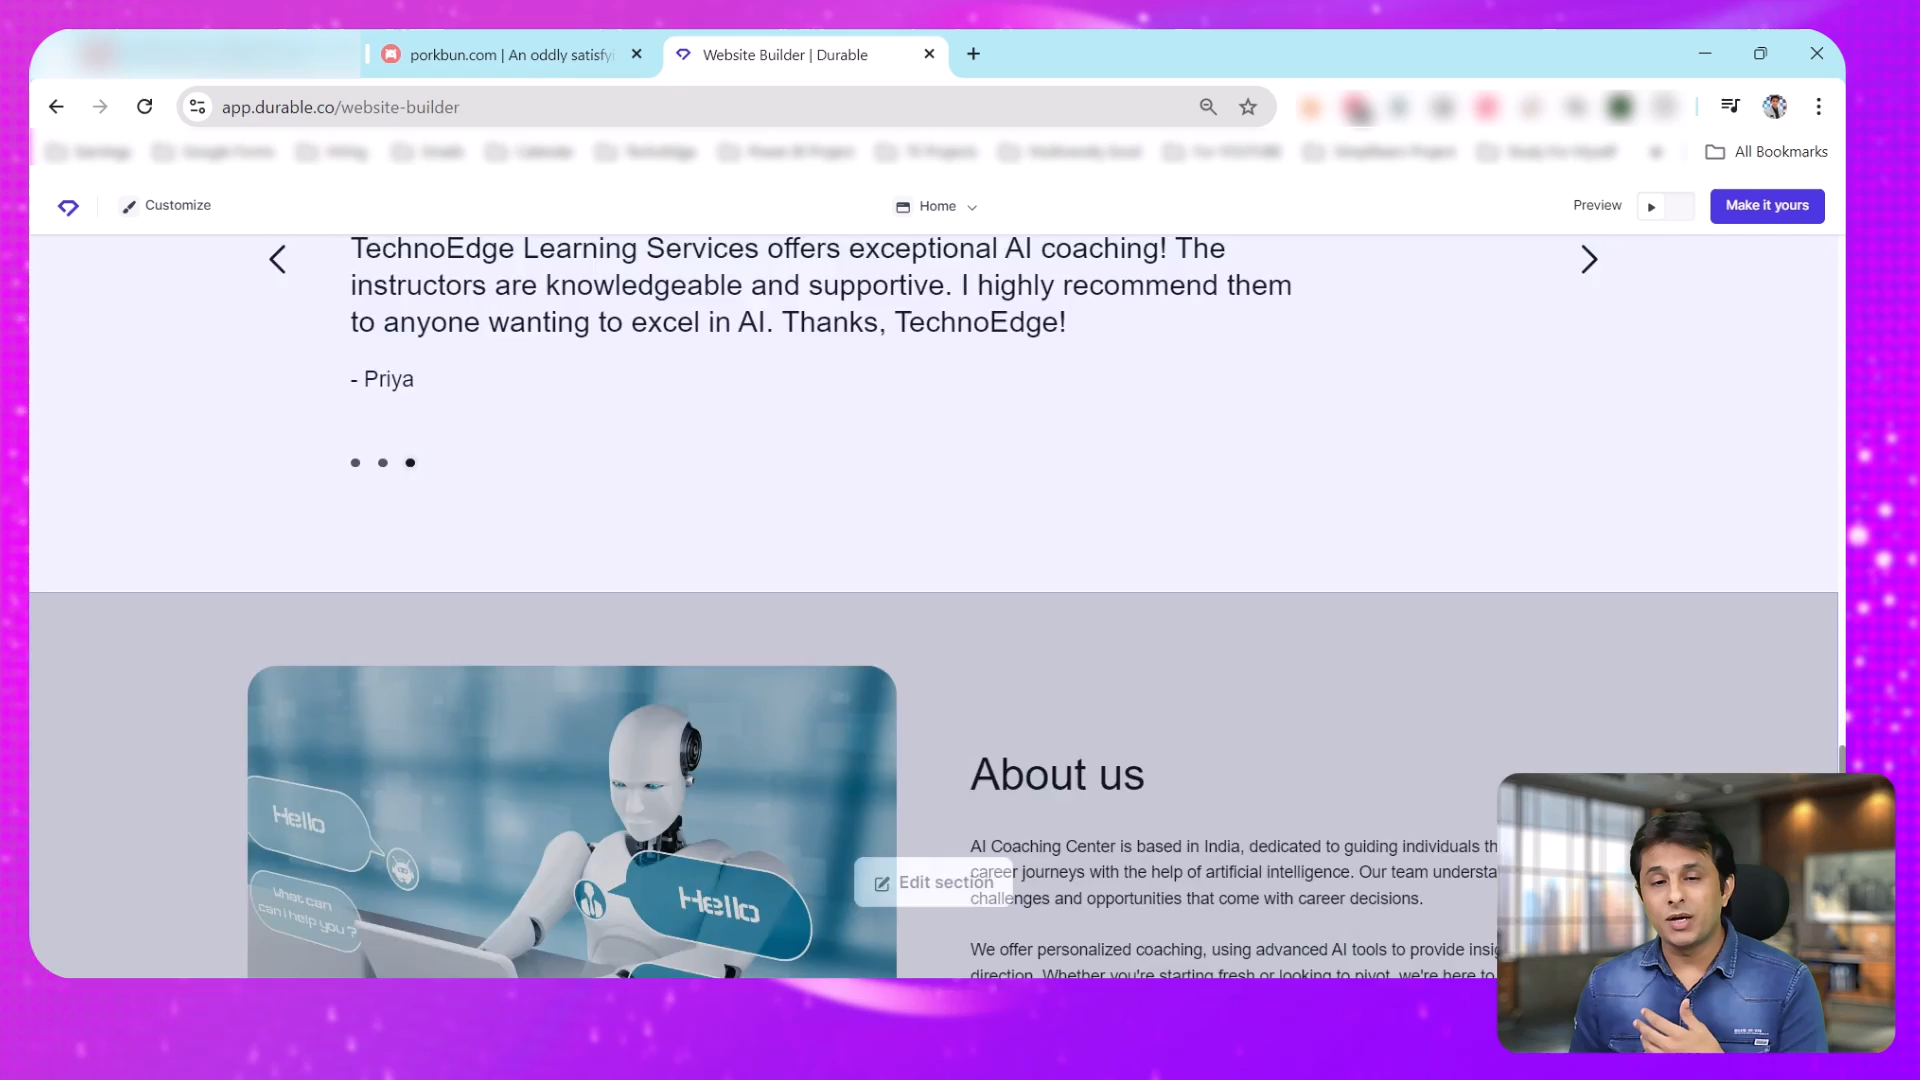 porkbun.com | An oddly satisfyi
Website Builder | Durable
app.durable.co/website-builder
All Bookmarks
Customize
Home
Preview
Make it yours
TechnoEdge Learning Services offers exceptional AI coaching! The
instructors are knowledgeable and supportive. I highly recommend them
to anyone wanting to excel in AI. Thanks, TechnoEdge!
- Priya
Hello
What can
can i help you ?
Hello
Edit section
About us
AI Coaching Center is based in India, dedicated to guiding individuals th
career journeys with the help of artificial intelligence. Our team understa
challenges and opportunities that come with career decisions.
We offer personalized coaching, using advanced AI tools to provide insig
direction. Whether you're starting fresh or looking to pivot, we're here to